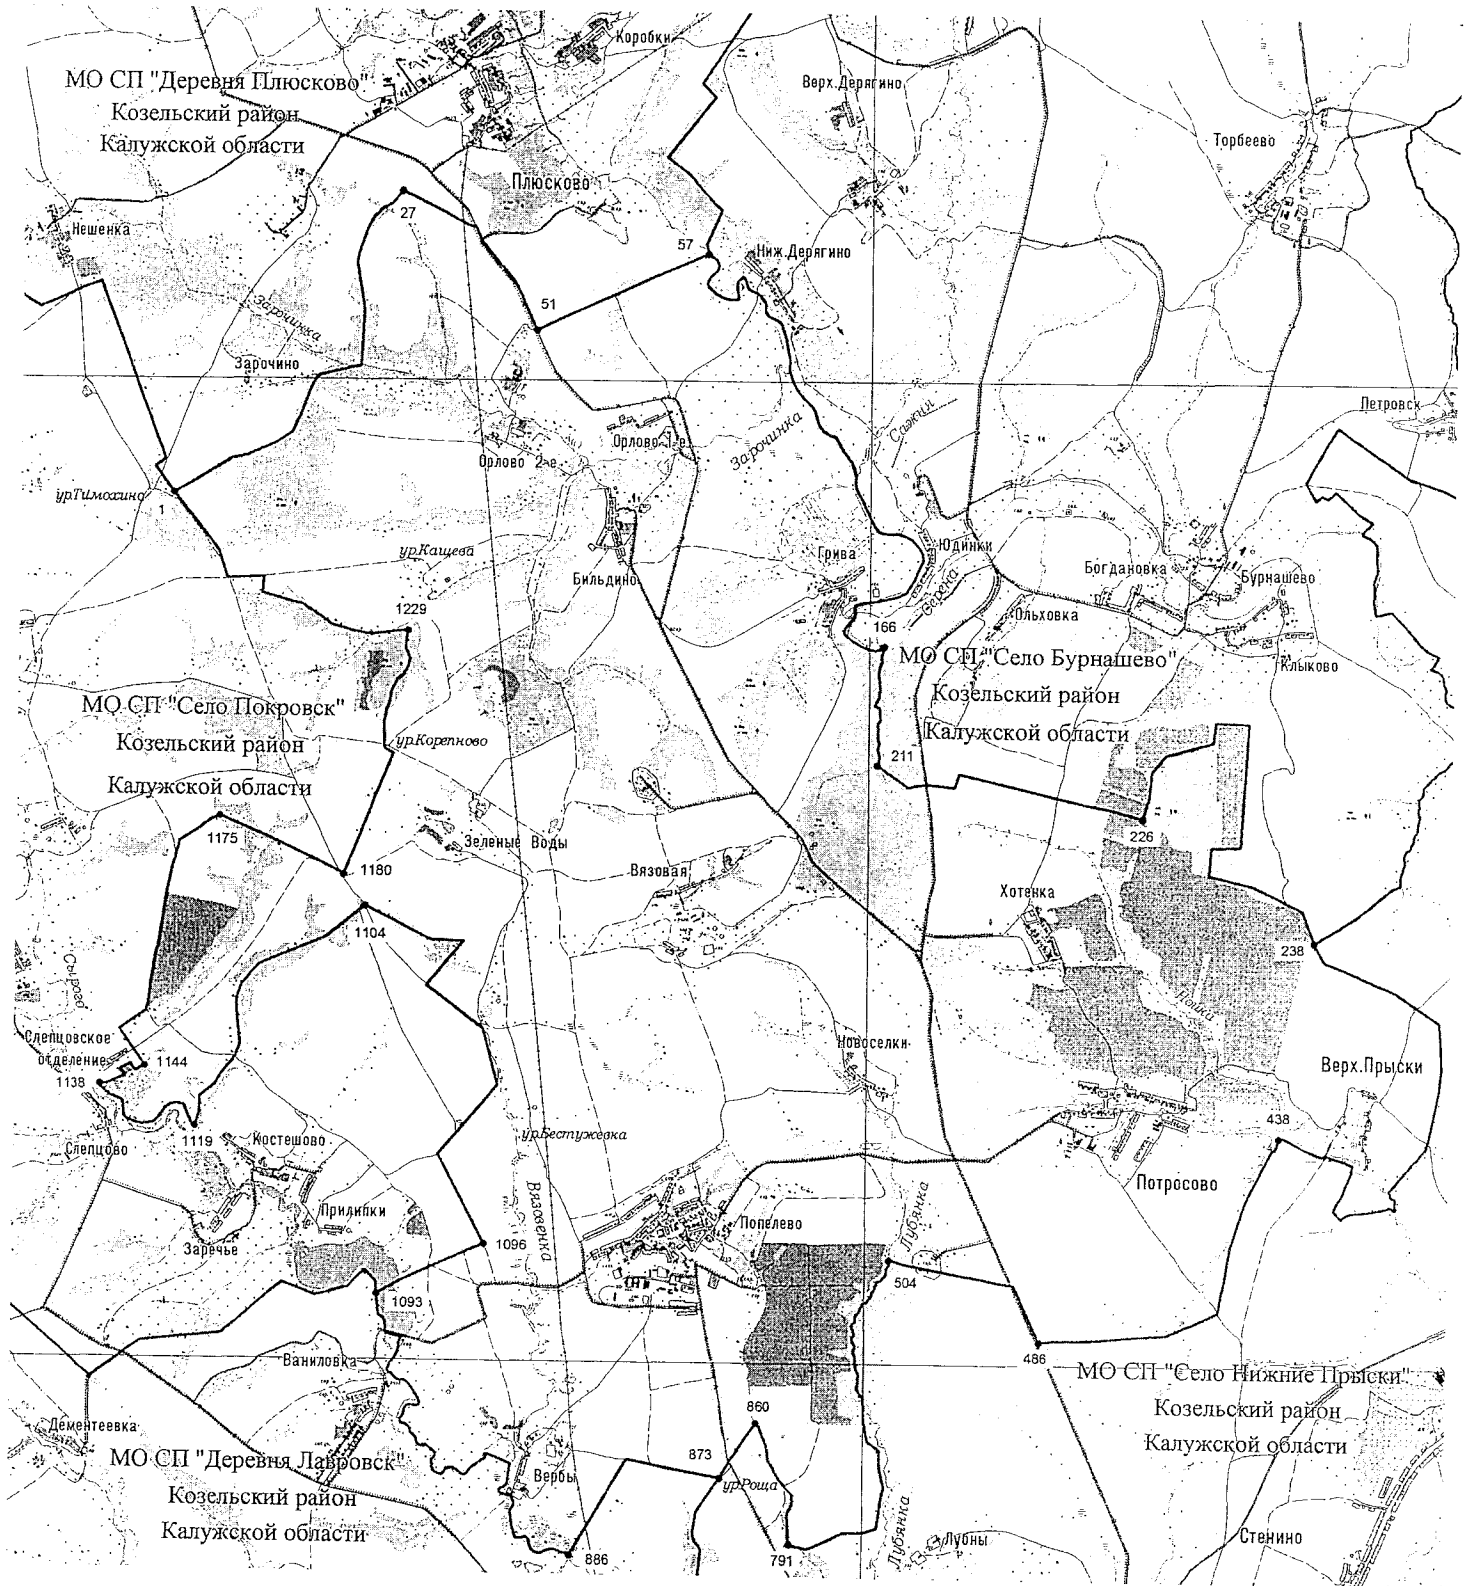 Коробки
МО СП "Деревня Плюсково"
Козельский район
Калужской области
Верх.Дерягино
Торбеево
Плюсково
27
Нешенка
57
Ниж.Дерягино
51
Зарочинка
Зарочино
Петровск
Орлово 1-е
Зарочинка
Сажил
Орлово 2-е
ур.Тимохино
1
ур.Кащева
Грива
Юдинки
Бильдино
Богдановка
Бурнашево
Серена
1229
Ольховка
166
МО СП "Село Бурнашево"
Козельский район
Калужской области
Клыково
МО СП "Село Покровск"
Козельский район
Калужской области
ур.Корепново
211
1175
226
Зеленые Воды
1180
Вязовая
Хотенка
1104
238
Сырого
Слепцовское
отделение
Новоселки
1144
1138
Верх.Прыски
1119
Костешово
ур.Бестужевка
438
Слепцово
Потросово
Прилипки
Вязовенка
Попелево
Лубянка
Заречье
1096
504
1093
486
Ваниловка
МО СП "Село Нижние Прыски"
Козельский район
Калужской области
Дементеевка
860
МО СП "Деревня Лавровск"
Козельский район
Калужской области
873
Вербы
ур.Роща
Лубянка
Лубны
Стенино
886
791